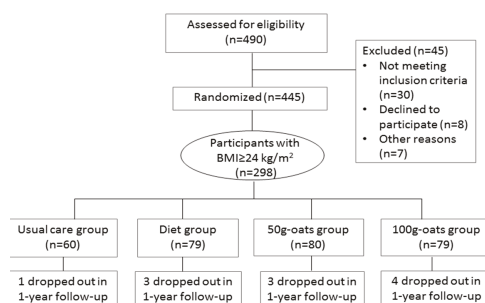 Assessed for eligibility
(n=490)
Excluded (n=45)
• Not meeting
inclusion criteria
(n=30)
• Declined to
participate (n=8)
• Other reasons
(n=7)
Randomized (n=445)
Participants with
BMI≥24 kg/m²
(n=298)
Usual care group
(n=60)
Diet group
(n=79)
50g-oats group
(n=80)
100g-oats group
(n=79)
1 dropped out in
1-year follow-up
3 dropped out in
1-year follow-up
3 dropped out in
1-year follow-up
4 dropped out in
1-year follow-up